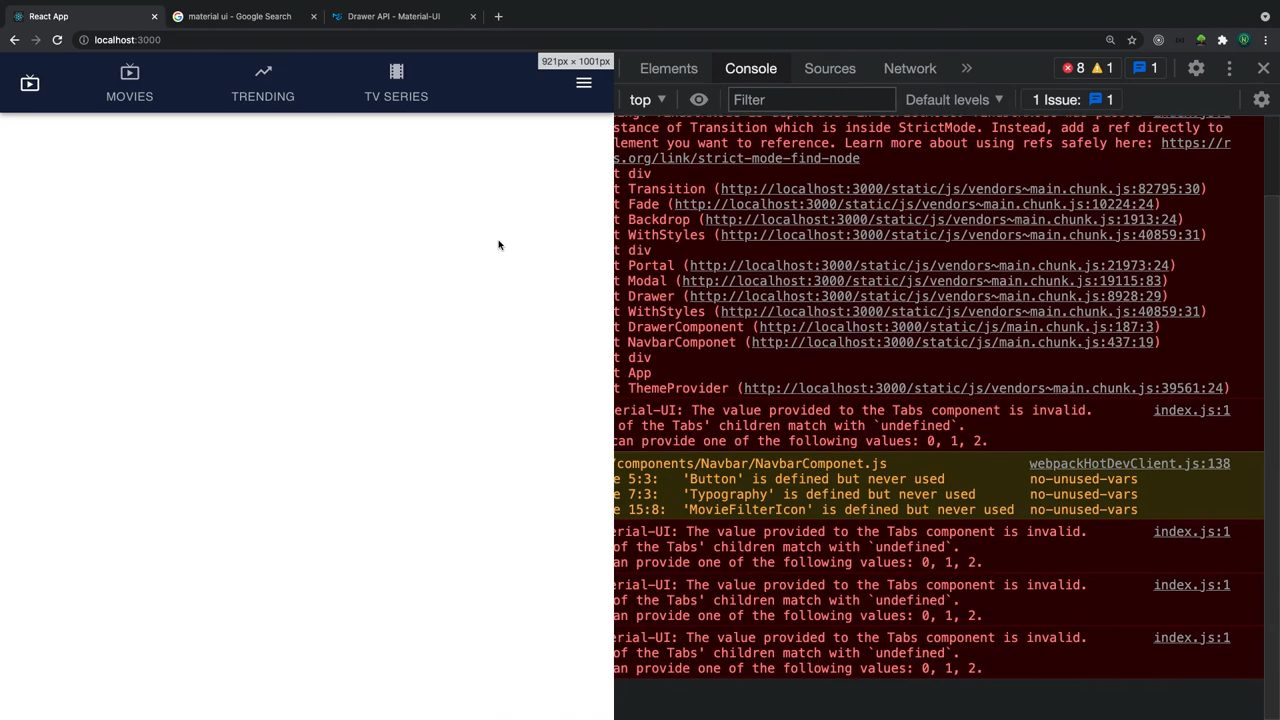 React App
material ui - Google Search
Drawer API - Material-UI
localhost:3000
921px × 1001px
MOVIES
TRENDING
TV SERIES
Elements
Console
Sources
Network
8
1
1
top
Filter
Default levels
1 Issue:
1
stance of Transition which is inside StrictMode. Instead, add a ref directly to
lement you want to reference. Learn more about using refs safely here: https://r
s.org/link/strict-mode-find-node
t div
t Transition (http://localhost:3000/static/js/vendors~main.chunk.js:82795:30)
t Fade (http://localhost:3000/static/js/vendors~main.chunk.js:10224:24)
t Backdrop (http://localhost:3000/static/js/vendors~main.chunk.js:1913:24)
t WithStyles (http://localhost:3000/static/js/vendors~main.chunk.js:40859:31)
t div
t Portal (http://localhost:3000/static/js/vendors~main.chunk.js:21973:24)
t Modal (http://localhost:3000/static/js/vendors~main.chunk.js:19115:83)
t Drawer (http://localhost:3000/static/js/vendors~main.chunk.js:8928:29)
t WithStyles (http://localhost:3000/static/js/vendors~main.chunk.js:40859:31)
t DrawerComponent (http://localhost:3000/static/js/main.chunk.js:187:3)
t NavbarComponet (http://localhost:3000/static/js/main.chunk.js:437:19)
t div
t App
t ThemeProvider (http://localhost:3000/static/js/vendors~main.chunk.js:39561:24)
erial-UI: The value provided to the Tabs component is invalid. index.js:1
of the Tabs' children match with `undefined`.
can provide one of the following values: 0, 1, 2.
/components/Navbar/NavbarComponet.js webpackHotDevClient.js:138
e 5:3: 'Button' is defined but never used no-unused-vars
e 7:3: 'Typography' is defined but never used no-unused-vars
e 15:8: 'MovieFilterIcon' is defined but never used no-unused-vars
erial-UI: The value provided to the Tabs component is invalid. index.js:1
of the Tabs' children match with `undefined`.
an provide one of the following values: 0, 1, 2.
erial-UI: The value provided to the Tabs component is invalid. index.js:1
of the Tabs' children match with `undefined`.
an provide one of the following values: 0, 1, 2.
erial-UI: The value provided to the Tabs component is invalid. index.js:1
of the Tabs' children match with `undefined`.
an provide one of the following values: 0, 1, 2.